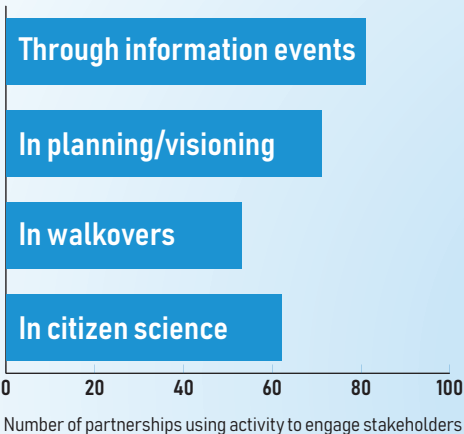 Through information events
In planning/visioning
In walkovers
In citizen science
0 20 40 60 80 100
Number of partnerships using activity to engage stakeholders